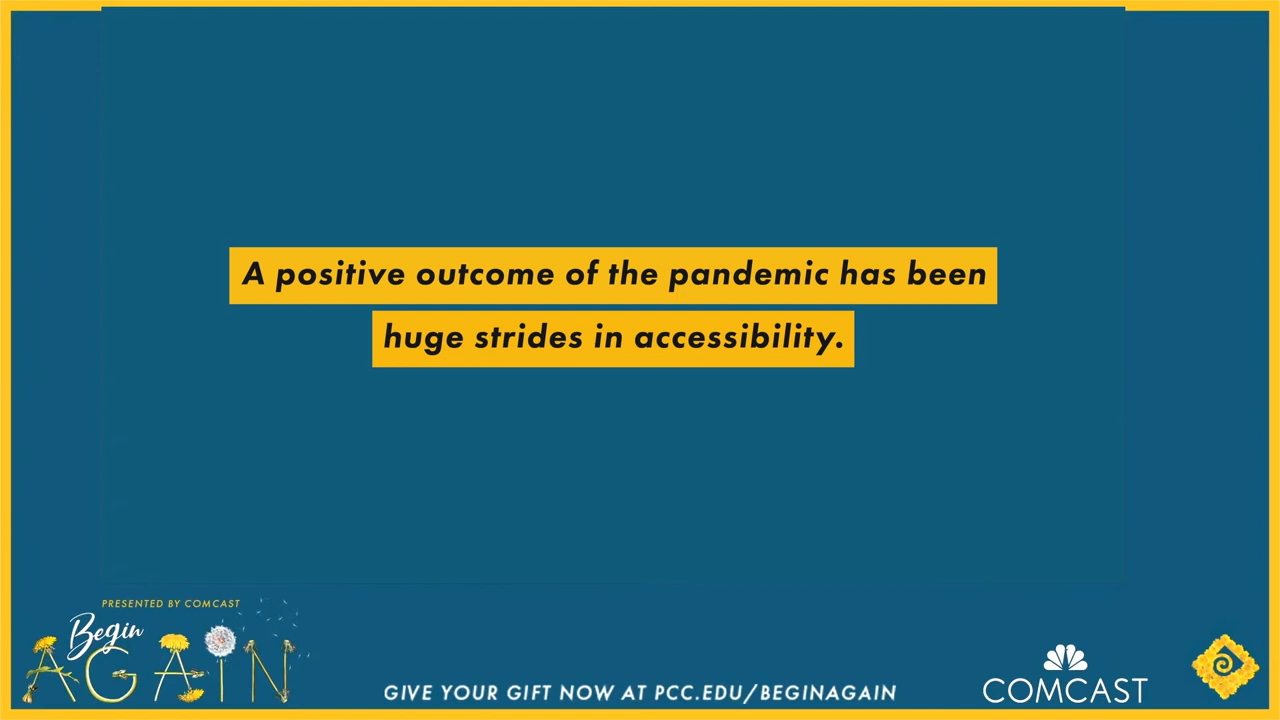 A positive outcome of the pandemic has been
huge strides in accessibility.
PRESENTED BY COMCAST
Begin
AGAIN
GIVE YOUR GIFT NOW AT PCC.EDU/BEGINAGAIN
COMCAST